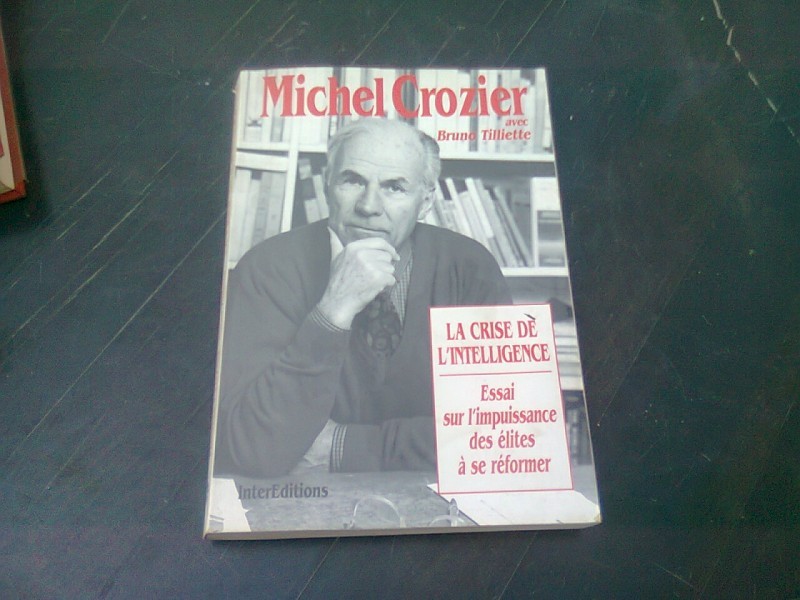 Michel Crozier
avec
Bruno Tilliette
LA CRISE DE
L'INTELLIGENCE
Essai
sur l'impuissance
des élites
à se réformer
InterEditions